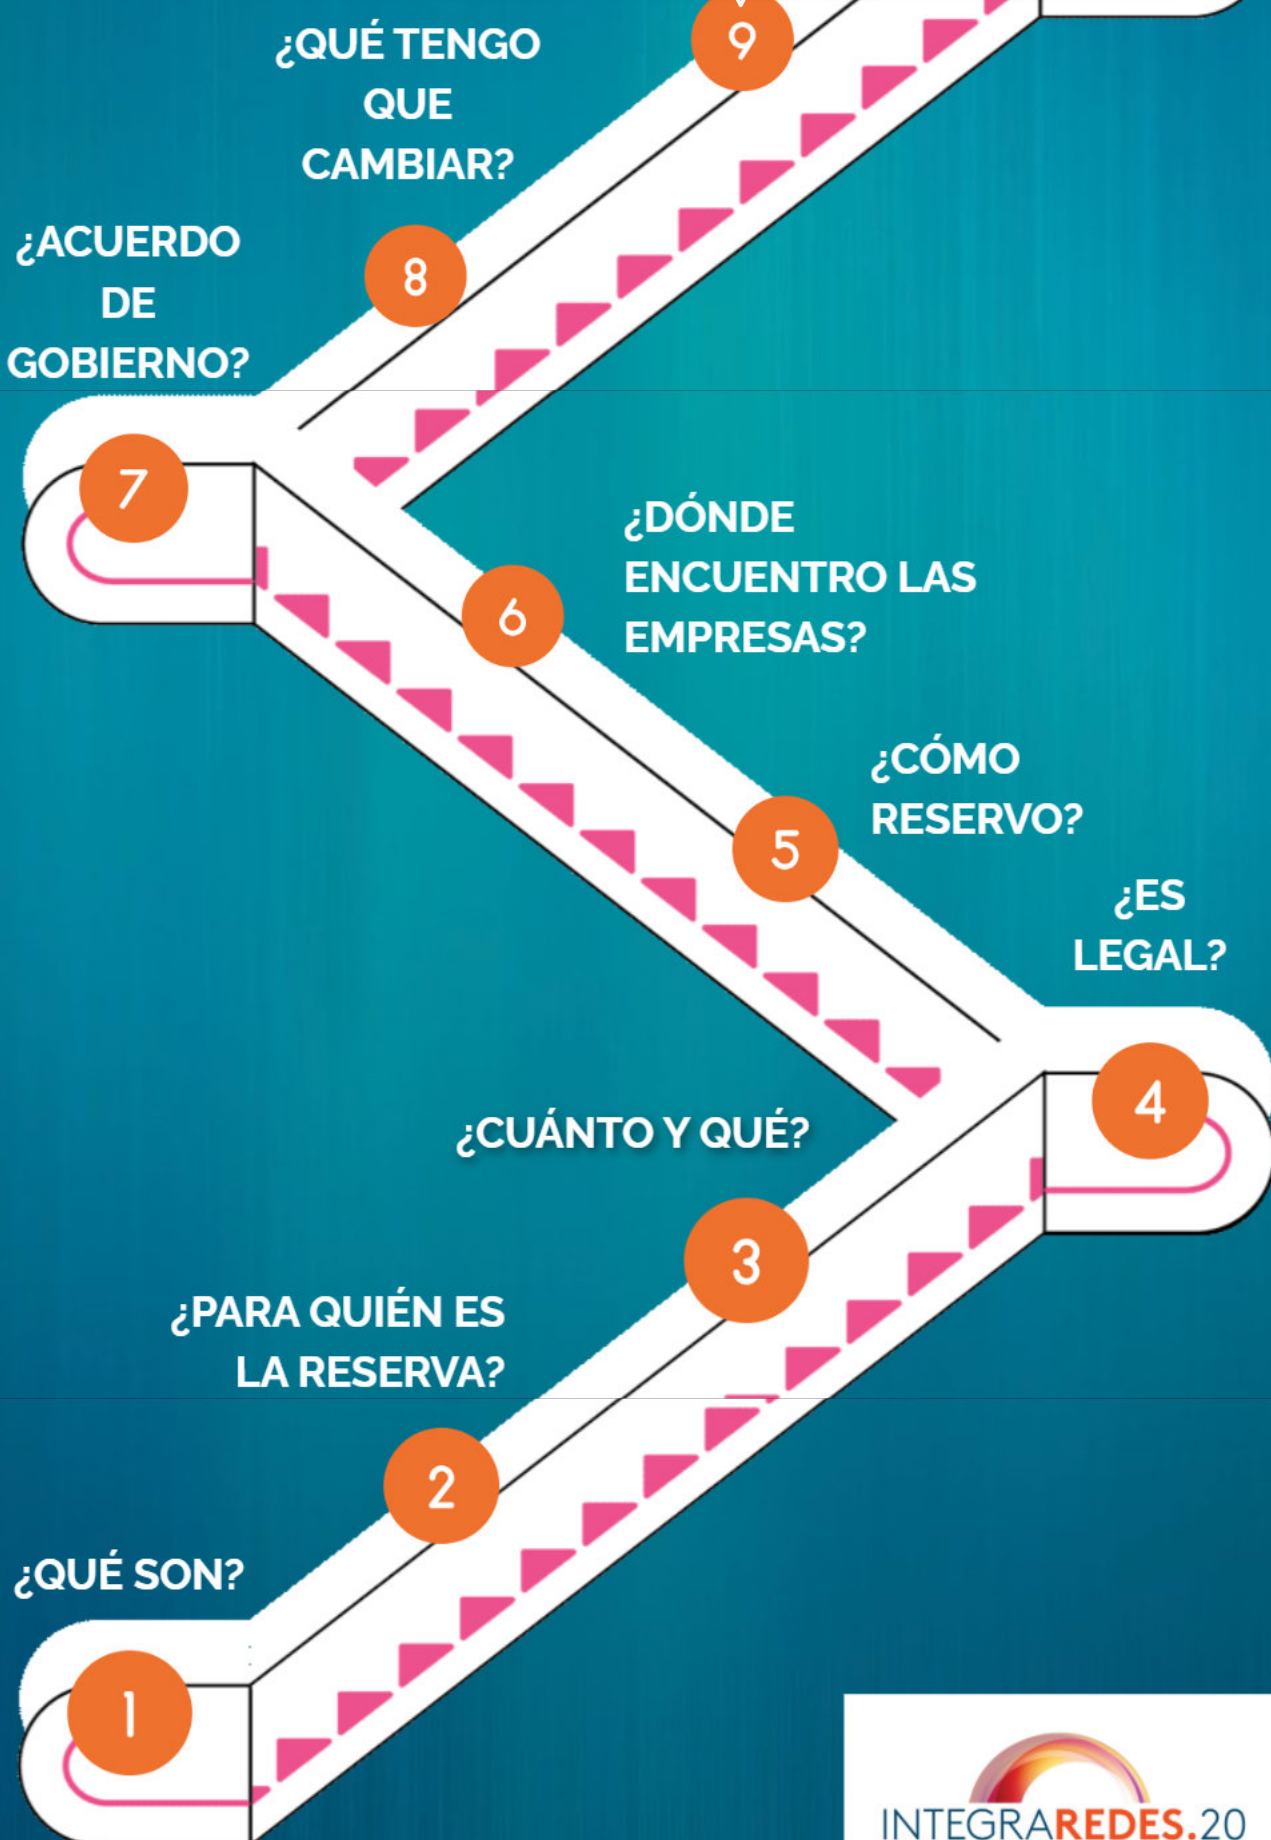 ¿QUÉ TENGO
QUE
CAMBIAR?
9
¿ACUERDO
DE
GOBIERNO?
8
7
¿DÓNDE
ENCUENTRO LAS
EMPRESAS?
6
¿CÓMO
RESERVO?
5
¿ES
LEGAL?
4
¿CUÁNTO Y QUÉ?
3
¿PARA QUIÉN ES
LA RESERVA?
2
¿QUÉ SON?
1
INTEGRAREDES.20